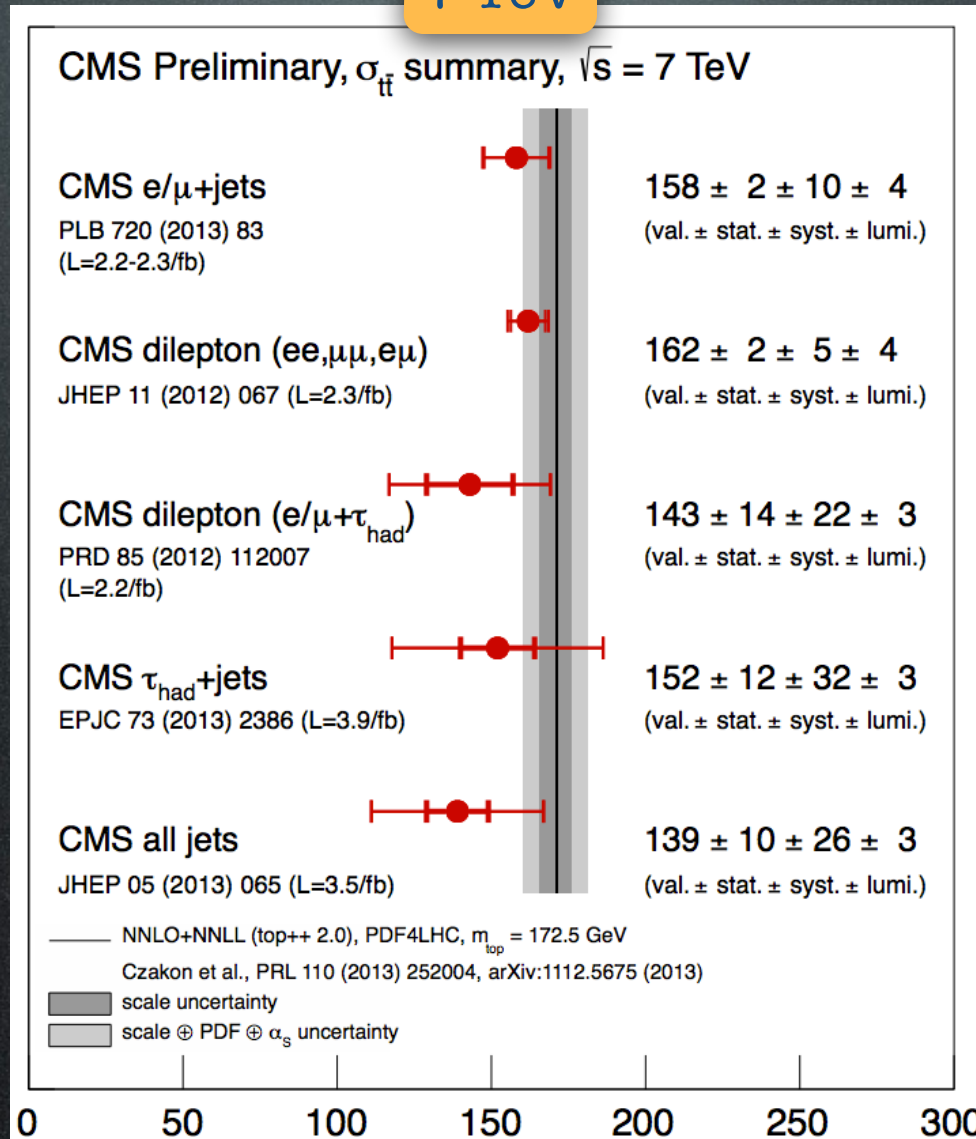 CMS Preliminary, σtt̄ summary, √s = 7 TeV
CMS e/μ+jets 158 ± 2 ± 10 ± 4
PLB 720 (2013) 83 (val. ± stat. ± syst. ± lumi.)
(L=2.2-2.3/fb)
CMS dilepton (ee,μμ,eμ) 162 ± 2 ± 5 ± 4
JHEP 11 (2012) 067 (L=2.3/fb) (val. ± stat. ± syst. ± lumi.)
CMS dilepton (e/μ+τhad) 143 ± 14 ± 22 ± 3
PRD 85 (2012) 112007 (val. ± stat. ± syst. ± lumi.)
(L=2.2/fb)
CMS τhad+jets 152 ± 12 ± 32 ± 3
EPJC 73 (2013) 2386 (L=3.9/fb) (val. ± stat. ± syst. ± lumi.)
CMS all jets 139 ± 10 ± 26 ± 3
JHEP 05 (2013) 065 (L=3.5/fb) (val. ± stat. ± syst. ± lumi.)
NNLO+NNLL (top++ 2.0), PDF4LHC, mtop = 172.5 GeV
Czakon et al., PRL 110 (2013) 252004, arXiv:1112.5675 (2013)
scale uncertainty
scale ⊕ PDF ⊕ αs uncertainty
0 50 100 150 200 250 300